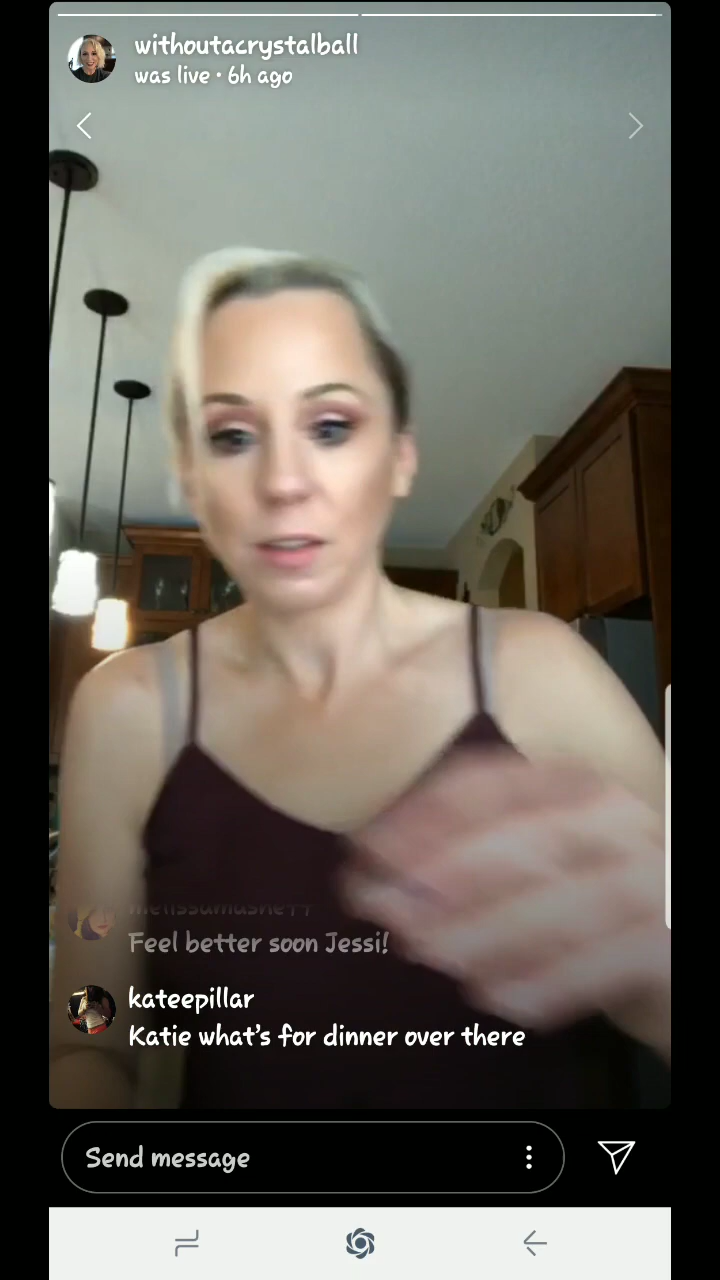 withoutacrystalball
was live • 6h ago
Feel better soon Jessi!
kateepillar
Katie what's for dinner over there
Send message